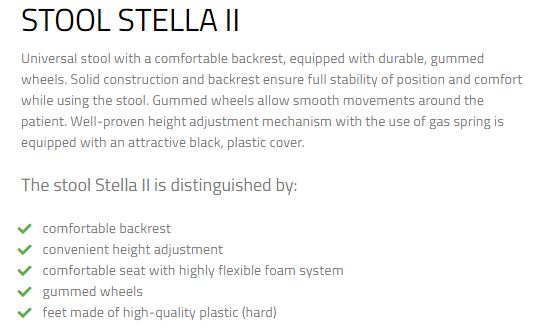 STOOL STELLA II
Universal stool with a comfortable backrest, equipped with durable, gummed
wheels. Solid construction and backrest ensure full stability of position and comfort
while using the stool. Gummed wheels allow smooth movements around the
patient. Well-proven height adjustment mechanism with the use of gas spring is
equipped with an attractive black, plastic cover.
The stool Stella II is distinguished by:
comfortable backrest
convenient height adjustment
comfortable seat with highly flexible foam system
gummed wheels
feet made of high-quality plastic (hard)